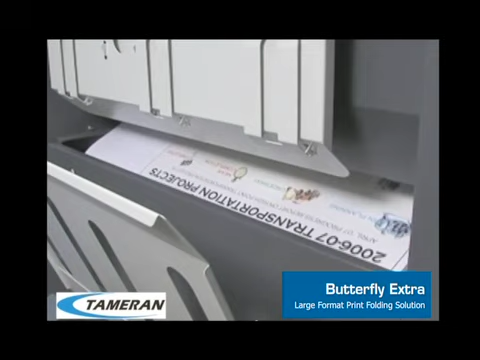 2006-07 TRANSPORTATION PROJECTS
TAMERAN
Butterfly Extra
Large Format Print Folding Solution